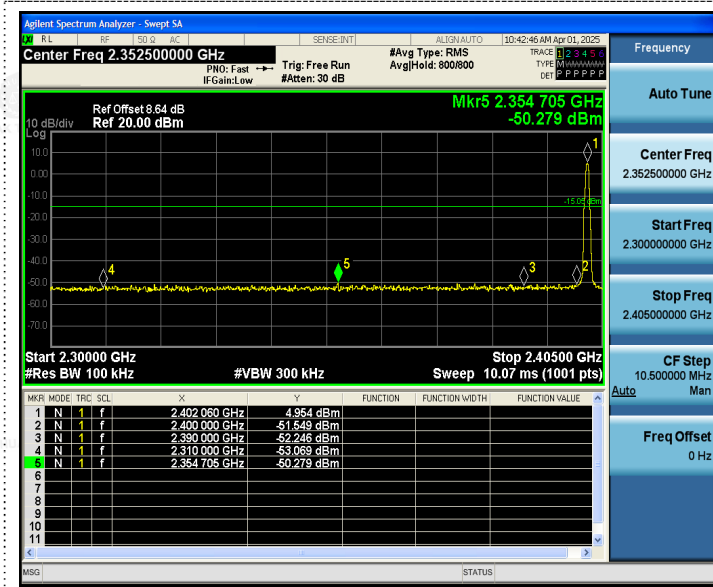 Agilent Spectrum Analyzer - Swept SA
LXI RL RF 50 Ω AC SENSE:INT ALIGN AUTO 10:42:46 AM Apr 01, 2025
Center Freq 2.352500000 GHz
PNO: Fast
IFGain:Low
Trig: Free Run
#Atten: 30 dB
#Avg Type: RMS
Avg|Hold: 800/800
TRACE 1 2 3 4 5 6
TYPE M WWWWW
DET P P P P P P
Ref Offset 8.64 dB
10 dB/div Ref 20.00 dBm
Log
Mkr5 2.354 705 GHz
-50.279 dBm
10.0
0.00
-10.0
-20.0
-30.0
-40.0
-50.0
-60.0
-70.0
1
-15.05 dBm
4
5
3
2
Start 2.30000 GHz Stop 2.40500 GHz
#Res BW 100 kHz #VBW 300 kHz Sweep 10.07 ms (1001 pts)
MKR MODE TRC SCL X Y FUNCTION FUNCTION WIDTH FUNCTION VALUE
1 N 1 f 2.402 060 GHz 4.954 dBm
2 N 1 f 2.400 000 GHz -51.549 dBm
3 N 1 f 2.390 000 GHz -52.246 dBm
4 N 1 f 2.310 000 GHz -53.069 dBm
5 N 1 f 2.354 705 GHz -50.279 dBm
6
7
8
9
10
11
MSG STATUS
Frequency
Auto Tune
Center Freq
2.352500000 GHz
Start Freq
2.300000000 GHz
Stop Freq
2.405000000 GHz
CF Step
10.500000 MHz
Auto Man
Freq Offset
0 Hz